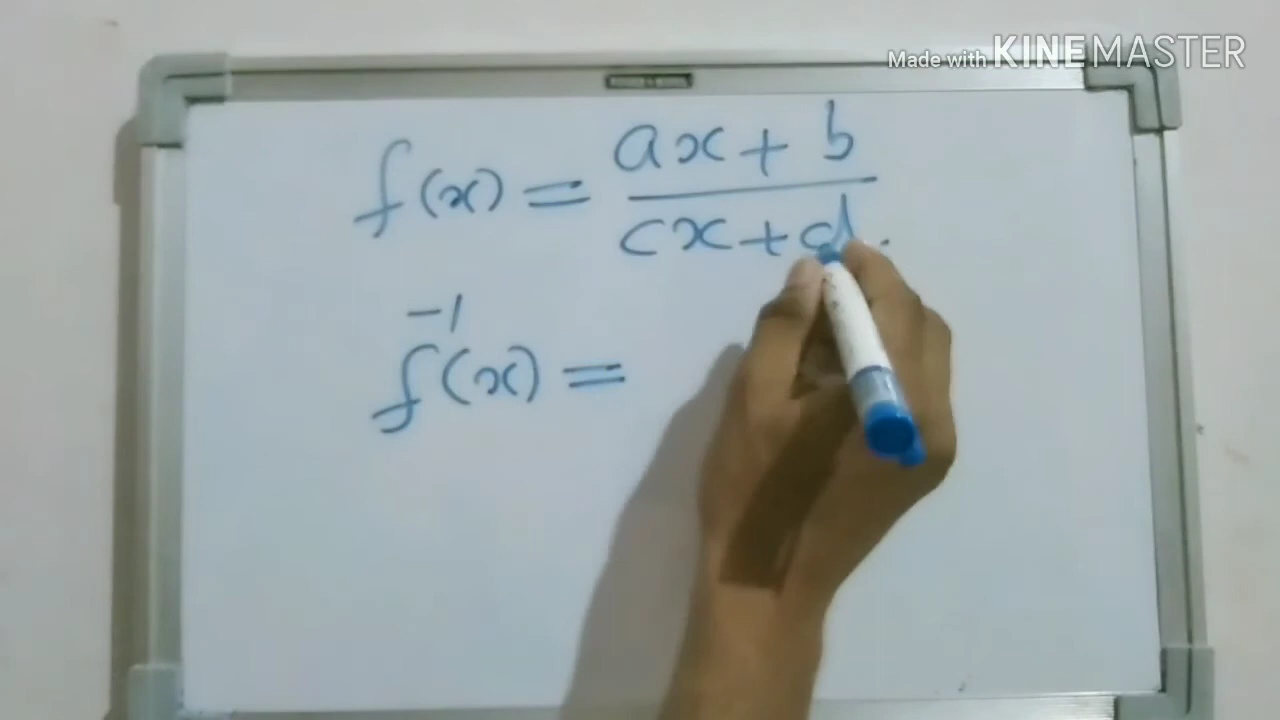 Made with KINEMASTER
f(x) = ax + b
cx + d
-1
f(x) =